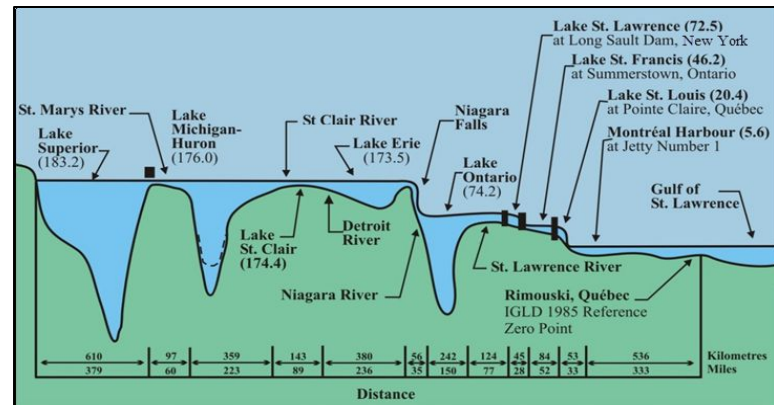 Lake St. Lawrence (72.5)
at Long Sault Dam, New York
Lake St. Francis (46.2)
at Summerstown, Ontario
Lake St. Louis (20.4)
at Pointe Claire, Québec
Montréal Harbour (5.6)
at Jetty Number 1
St. Marys River
Lake
Superior
(183.2)
Lake
Michigan-
Huron
(176.0)
St Clair River
Lake Erie
(173.5)
Niagara
Falls
Lake
Ontario
(74.2)
Gulf of
St. Lawrence
Lake
St. Clair
(174.4)
Detroit
River
Niagara River
St. Lawrence River
Rimouski, Québec
IGLD 1985 Reference
Zero Point
610 97 359 143 380 56 242 124 45 84 53 536 Kilometres
379 60 223 89 236 35 150 77 28 52 33 333 Miles
Distance